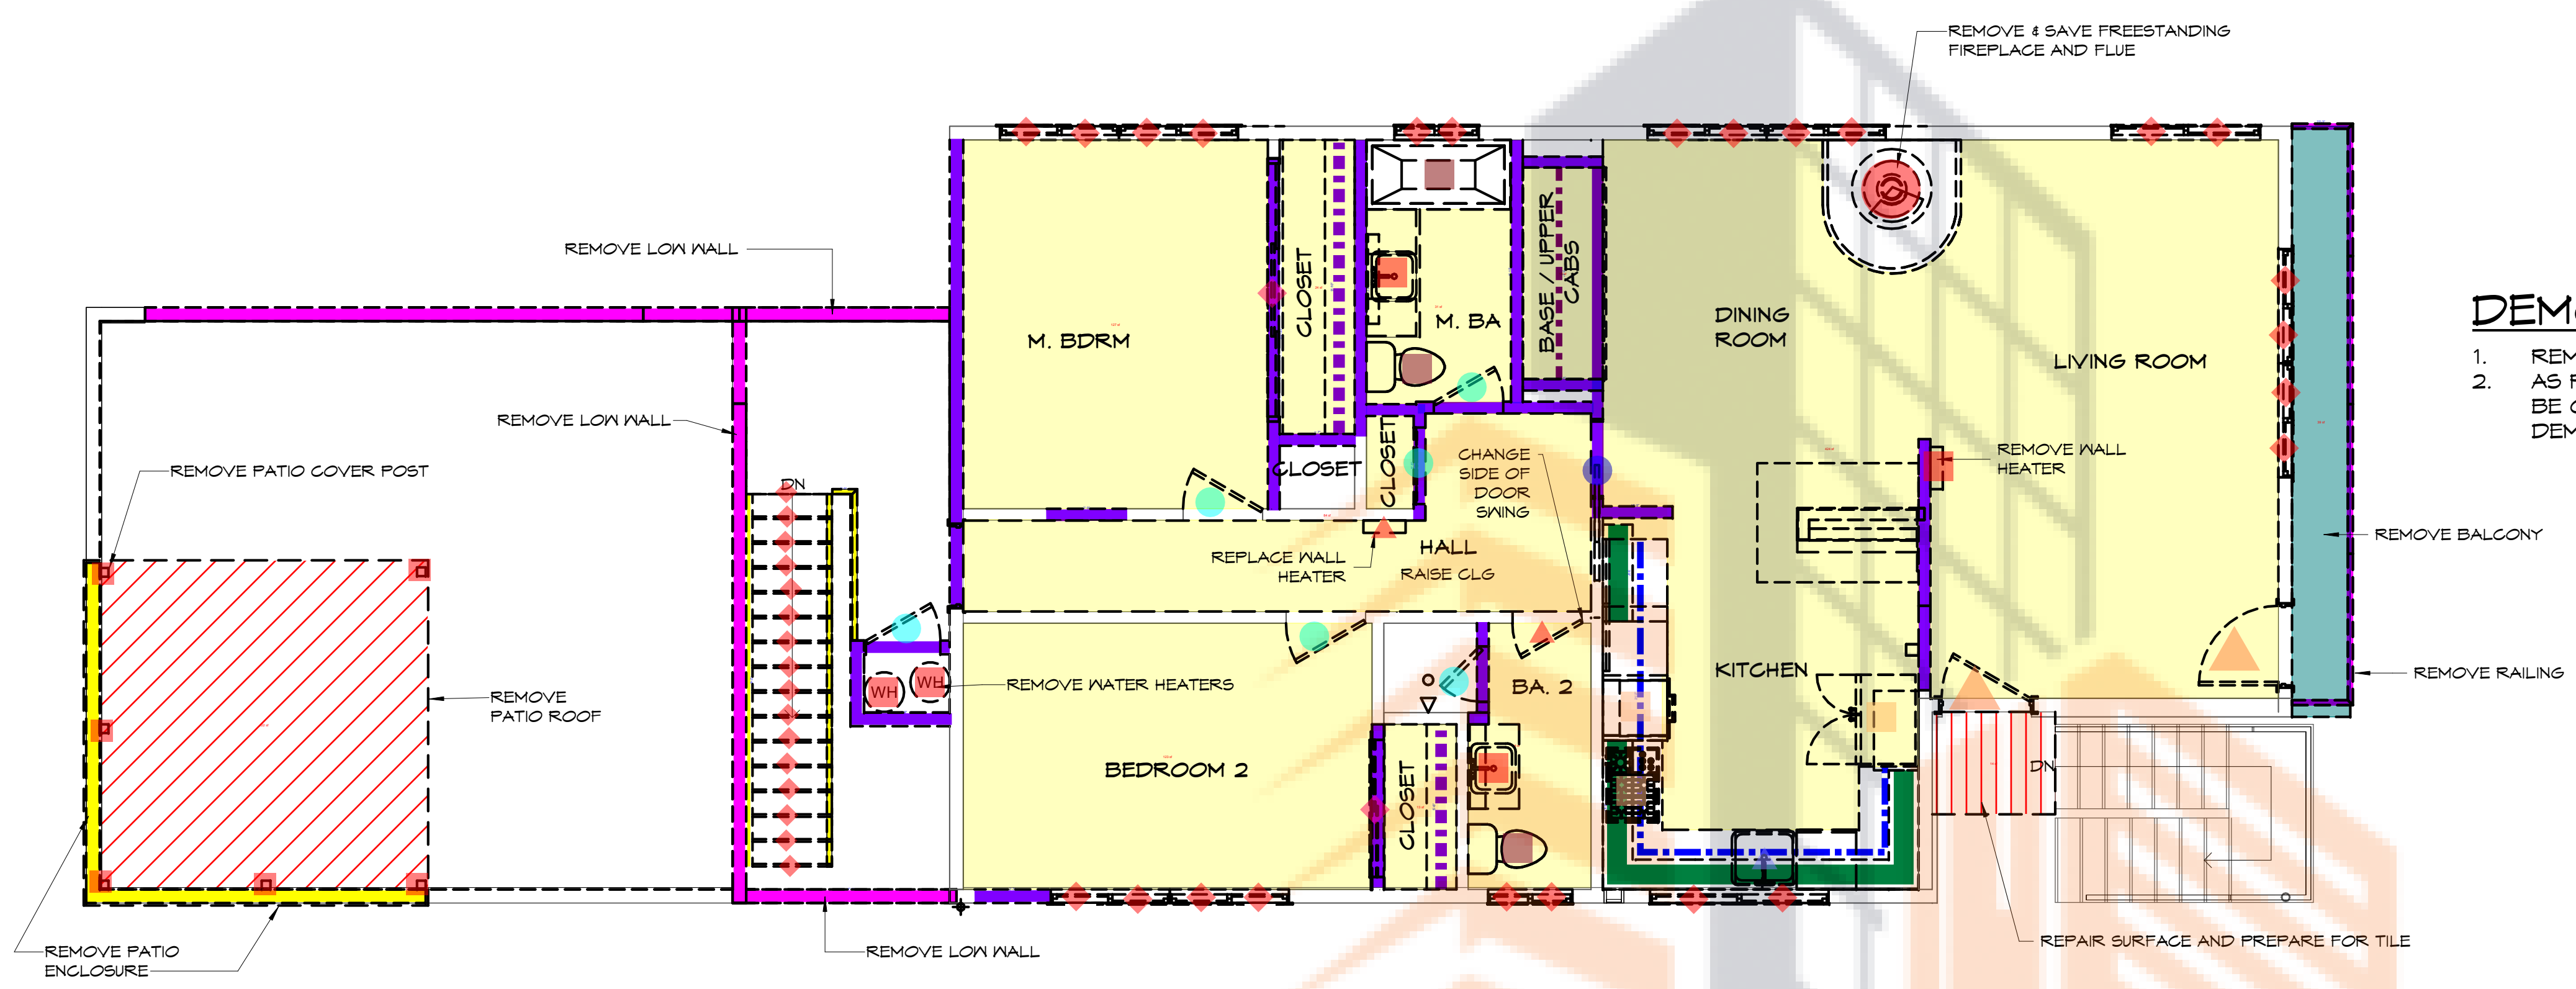 REMOVE & SAVE FREESTANDING
FIREPLACE AND FLUE
REMOVE LOW WALL
REMOVE LOW WALL
REMOVE PATIO COVER POST
DN
REMOVE
PATIO ROOF
REMOVE PATIO
ENCLOSURE
REMOVE LOW WALL
WH
WH
REMOVE WATER HEATERS
M. BDRM
CLOSET
CLOSET
CLOSET
M. BA
BASE / UPPER
CABS
CHANGE
SIDE OF
DOOR
SWING
REPLACE WALL
HEATER
HALL
RAISE CLG
BEDROOM 2
CLOSET
BA. 2
DINING
ROOM
LIVING ROOM
REMOVE WALL
HEATER
KITCHEN
DN
REMOVE BALCONY
REMOVE RAILING
REPAIR SURFACE AND PREPARE FOR TILE
DEM
1. REM
2. AS
BE
DEM